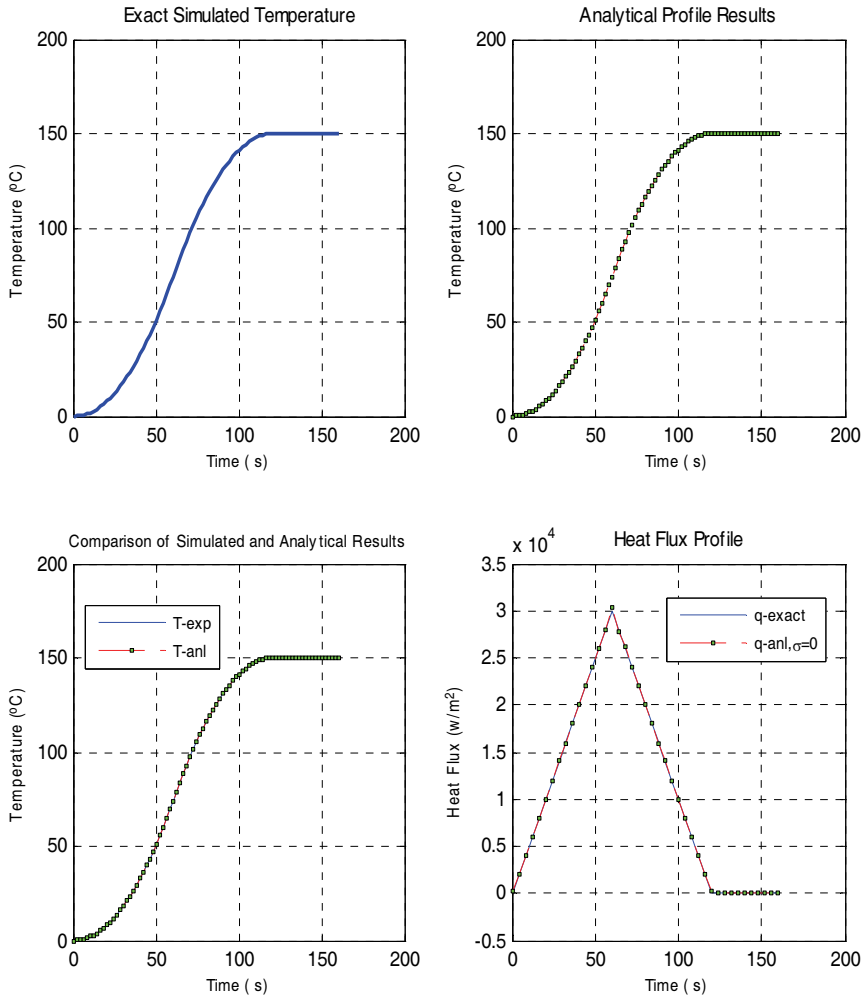 Exact Simulated Temperature
200
150
100
50
0
Temperature (ºC)
0 50 100 150 200
Time ( s)
Analytical Profile Results
200
150
100
50
0
Temperature (ºC)
0 50 100 150 200
Time ( s)
Comparison of Simulated and Analytical Results
200
150
100
50
0
Temperature (ºC)
T-exp
T-anl
0 50 100 150 200
Time ( s)
Heat Flux Profile
x 10^4
3.5
3
2.5
2
1.5
1
0.5
0
-0.5
Heat Flux (w/m²)
q-exact
q-anl,σ=0
0 50 100 150 200
Time ( s)